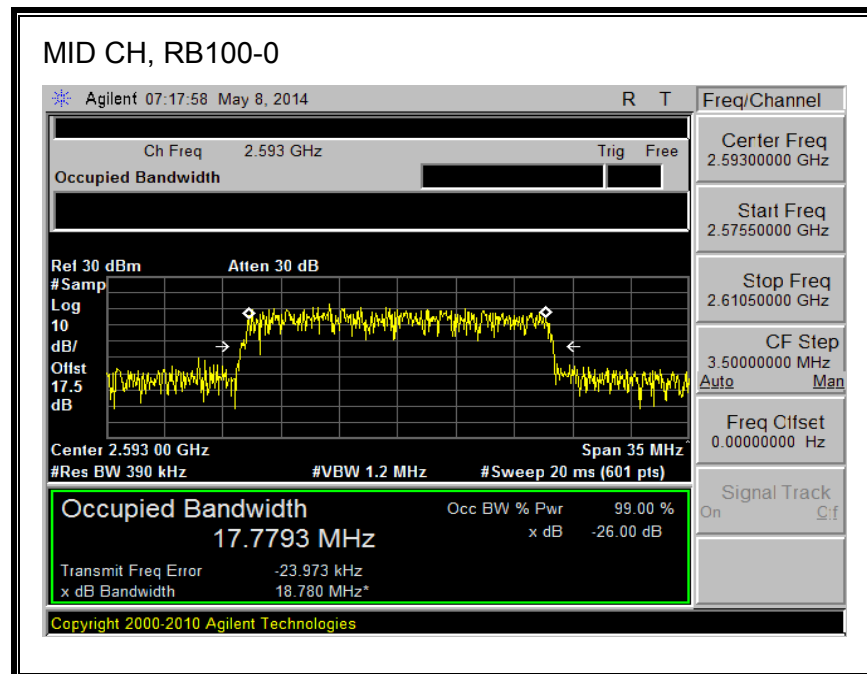 MID CH, RB100-0
Agilent 07:17:58 May 8, 2014 R T
Freq/Channel
Ch Freq 2.593 GHz Trig Free
Occupied Bandwidth
Center Freq
2.59300000 GHz
Start Freq
2.57550000 GHz
Stop Freq
2.61050000 GHz
CF Step
3.50000000 MHz
Auto Man
Freq Offset
0.00000000 Hz
Signal Track
On Off
Ref 30 dBm Atten 30 dB
#Samp
Log
10
dB/
Offst
17.5
dB
Center 2.593 00 GHz Span 35 MHz^
#Res BW 390 kHz #VBW 1.2 MHz #Sweep 20 ms (601 pts)
Occupied Bandwidth
17.7793 MHz
Occ BW % Pwr 99.00 %
x dB -26.00 dB
Transmit Freq Error -23.973 kHz
x dB Bandwidth 18.780 MHz*
Copyright 2000-2010 Agilent Technologies